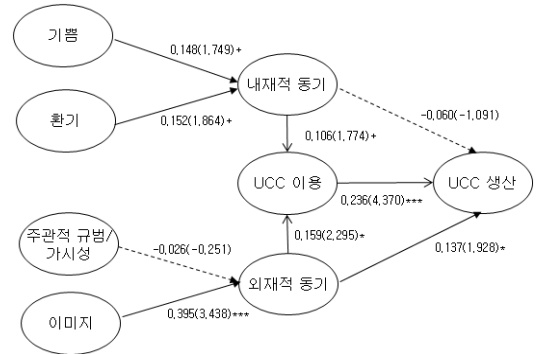 기쁨
0.148(1.749)+
내재적 동기
환기
0.152(1.864)+
-0.060(-1.091)
0.106(1.774)+
UCC 이용
UCC 생산
0.236(4.370)***
주관적 규범/
가시성
-0.026(-0.251)
0.159(2.295)*
0.137(1.928)*
외재적 동기
이미지
0.395(3.438)***